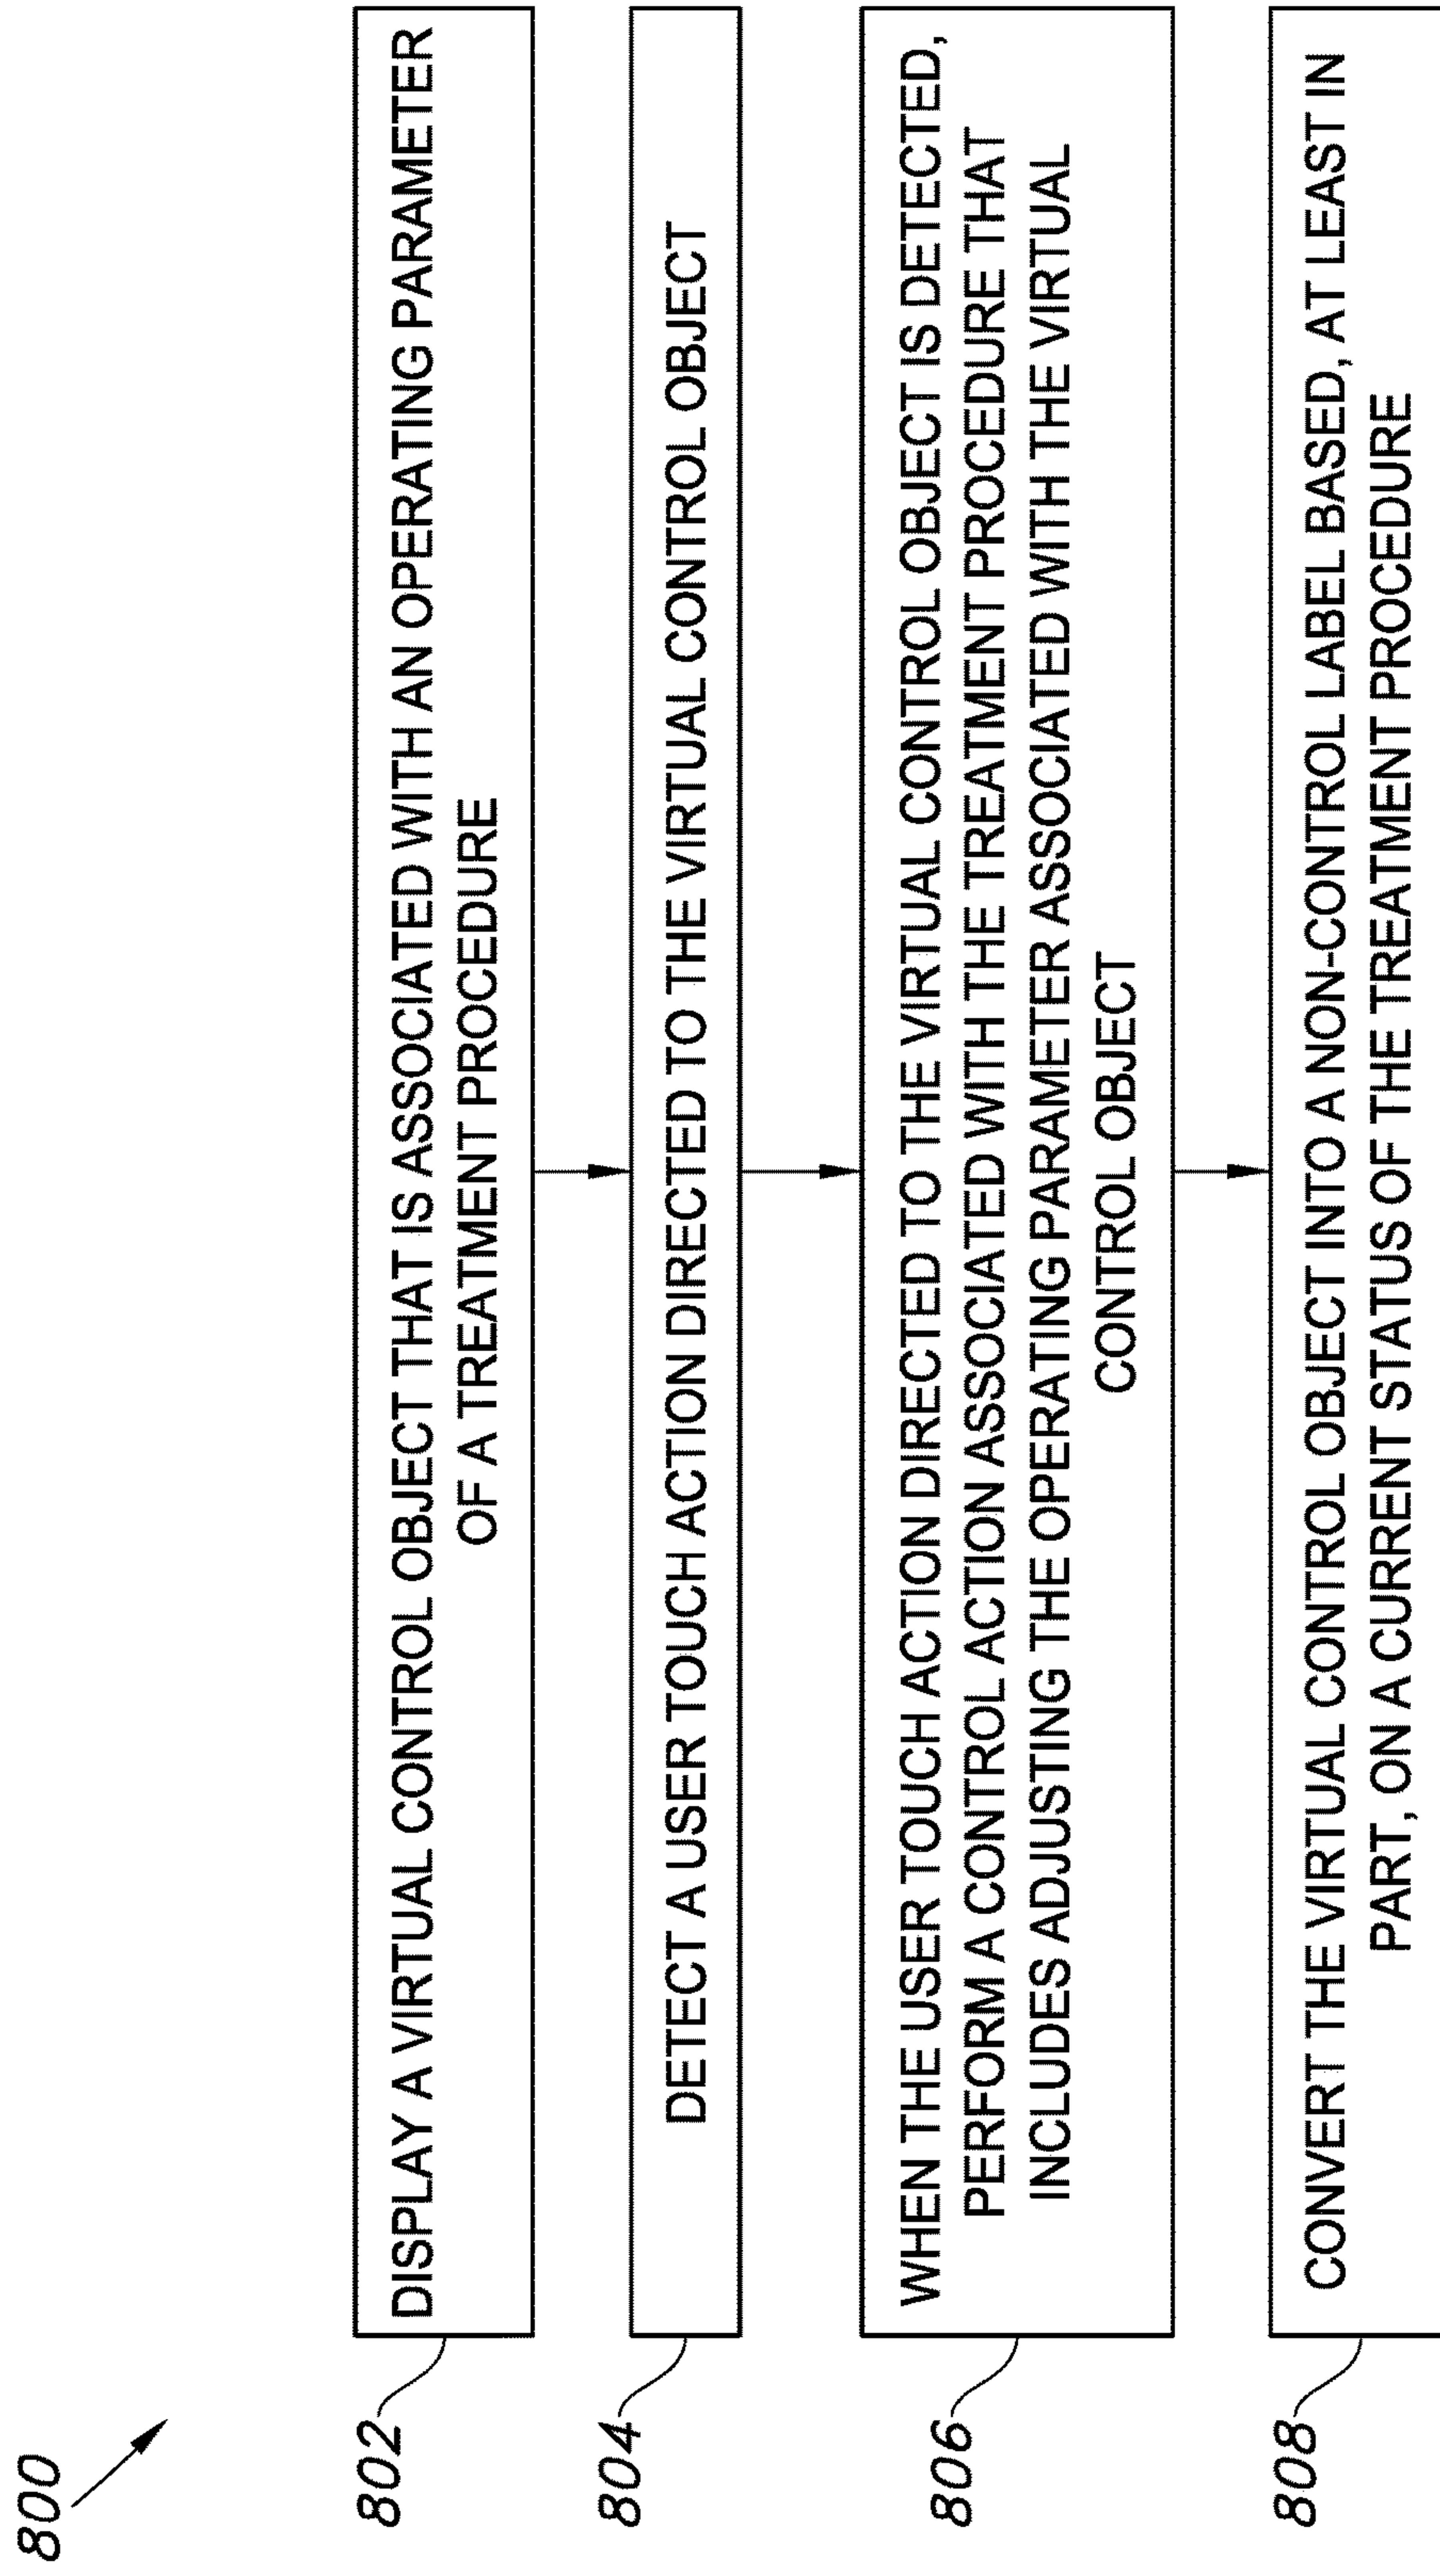 800
802
DISPLAY A VIRTUAL CONTROL OBJECT THAT IS ASSOCIATED WITH AN OPERATING PARAMETER
OF A TREATMENT PROCEDURE
804
DETECT A USER TOUCH ACTION DIRECTED TO THE VIRTUAL CONTROL OBJECT
806
WHEN THE USER TOUCH ACTION DIRECTED TO THE VIRTUAL CONTROL OBJECT IS DETECTED,
PERFORM A CONTROL ACTION ASSOCIATED WITH THE TREATMENT PROCEDURE THAT
INCLUDES ADJUSTING THE OPERATING PARAMETER ASSOCIATED WITH THE VIRTUAL
CONTROL OBJECT
808
CONVERT THE VIRTUAL CONTROL OBJECT INTO A NON-CONTROL LABEL BASED, AT LEAST IN
PART, ON A CURRENT STATUS OF THE TREATMENT PROCEDURE